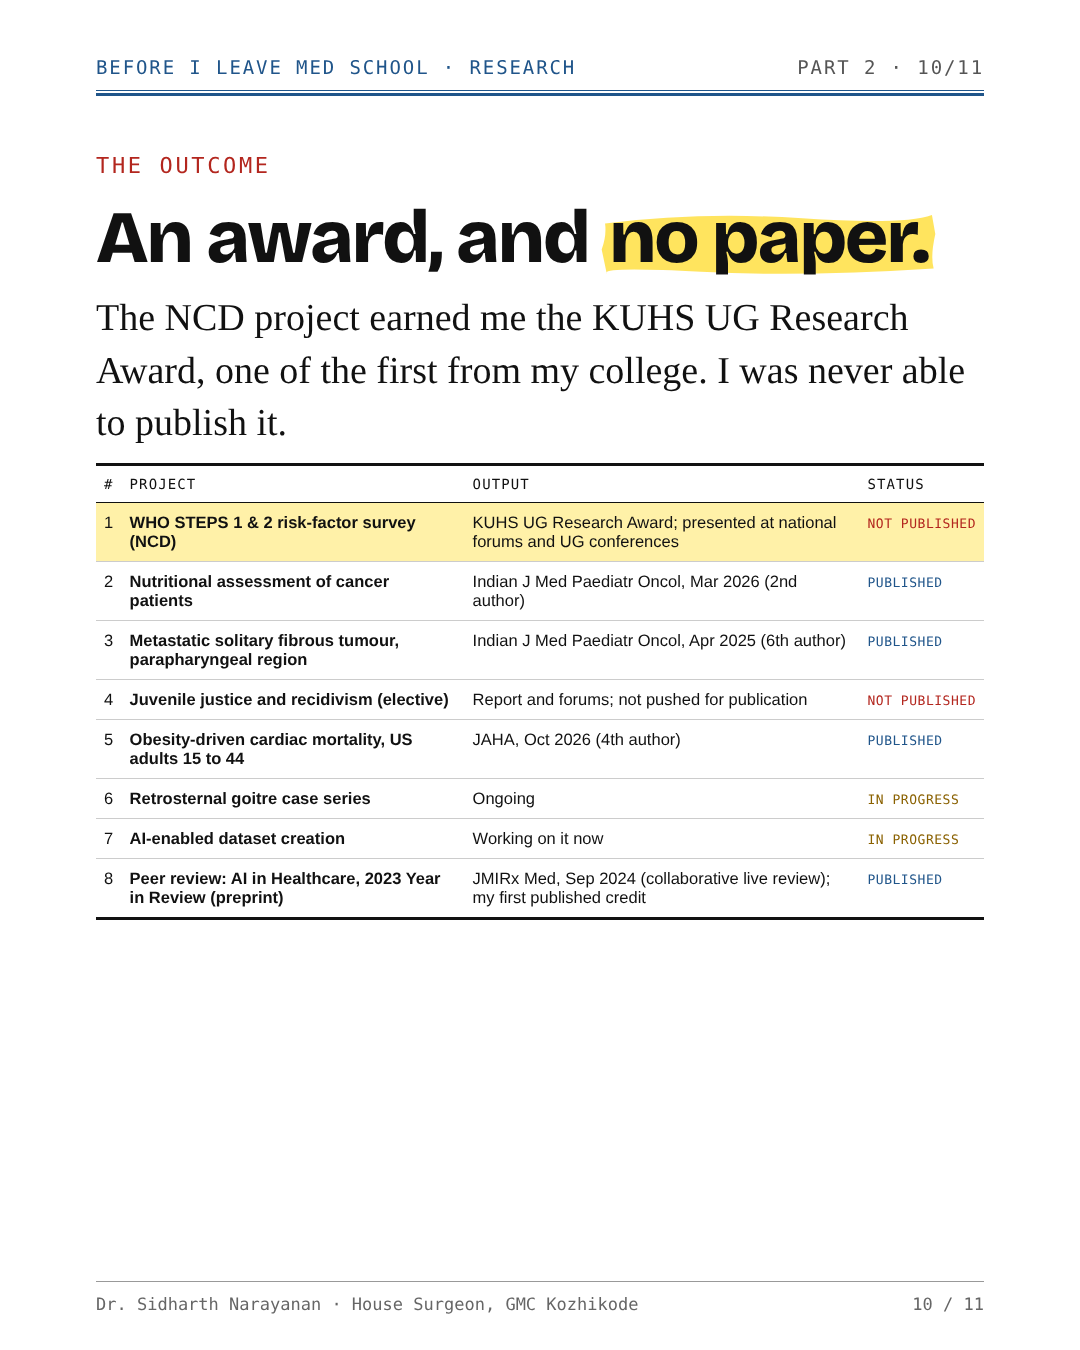 BEFORE I LEAVE MED SCHOOL · RESEARCH
PART 2 · 10/11
THE OUTCOME
An award, and no paper.
The NCD project earned me the KUHS UG Research
Award, one of the first from my college. I was never able
to publish it.
# PROJECT OUTPUT STATUS
1 WHO STEPS 1 & 2 risk-factor survey KUHS UG Research Award; presented at national NOT PUBLISHED
(NCD) forums and UG conferences
2 Nutritional assessment of cancer Indian J Med Paediatr Oncol, Mar 2026 (2nd PUBLISHED
patients author)
3 Metastatic solitary fibrous tumour, Indian J Med Paediatr Oncol, Apr 2025 (6th author) PUBLISHED
parapharyngeal region
4 Juvenile justice and recidivism (elective) Report and forums; not pushed for publication NOT PUBLISHED
5 Obesity-driven cardiac mortality, US JAHA, Oct 2026 (4th author) PUBLISHED
adults 15 to 44
6 Retrosternal goitre case series Ongoing IN PROGRESS
7 AI-enabled dataset creation Working on it now IN PROGRESS
8 Peer review: AI in Healthcare, 2023 Year JMIRx Med, Sep 2024 (collaborative live review); PUBLISHED
in Review (preprint) my first published credit
Dr. Sidharth Narayanan · House Surgeon, GMC Kozhikode
10 / 11